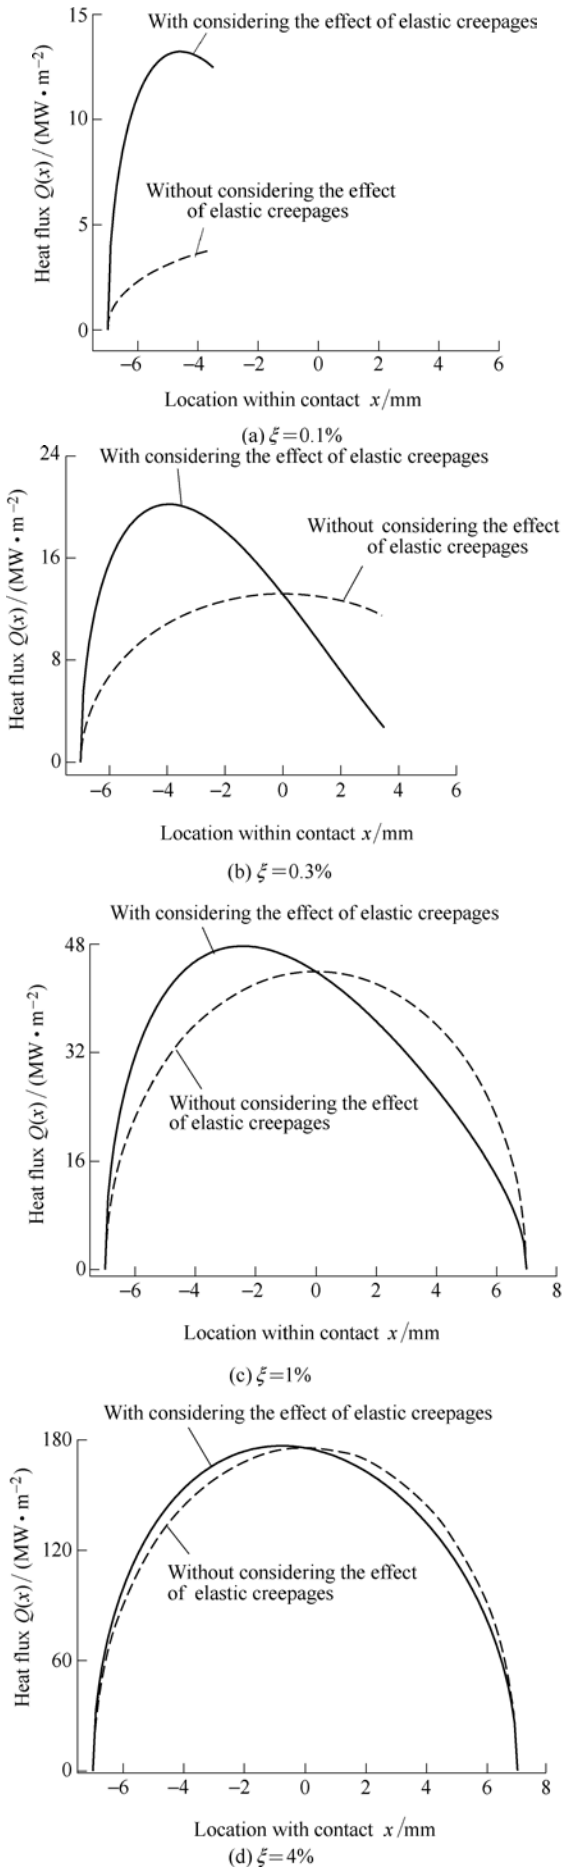 With considering the effect of elastic creepages
Without considering the effect
of elastic creepages
Heat flux Q(x) / (MW • m⁻²)
15
10
5
0
−6 −4 −2 0 2 4 6
Location within contact x/mm
(a) ξ=0.1%
With considering the effect of elastic creepages
Without considering the effect
of elastic creepages
Heat flux Q(x) / (MW • m⁻²)
24
16
8
0
−6 −4 −2 0 2 4 6
Location within contact x/mm
(b) ξ=0.3%
With considering the effect of elastic creepages
Without considering the effect
of elastic creepages
Heat flux Q(x) / (MW • m⁻²)
48
32
16
0
−6 −4 −2 0 2 4 6 8
Location within contact x/mm
(c) ξ=1%
With considering the effect of elastic creepages
Without considering the effect
of elastic creepages
Heat flux Q(x) / (MW • m⁻²)
180
120
60
0
−6 −4 −2 0 2 4 6 8
Location with contact x/mm
(d) ξ=4%